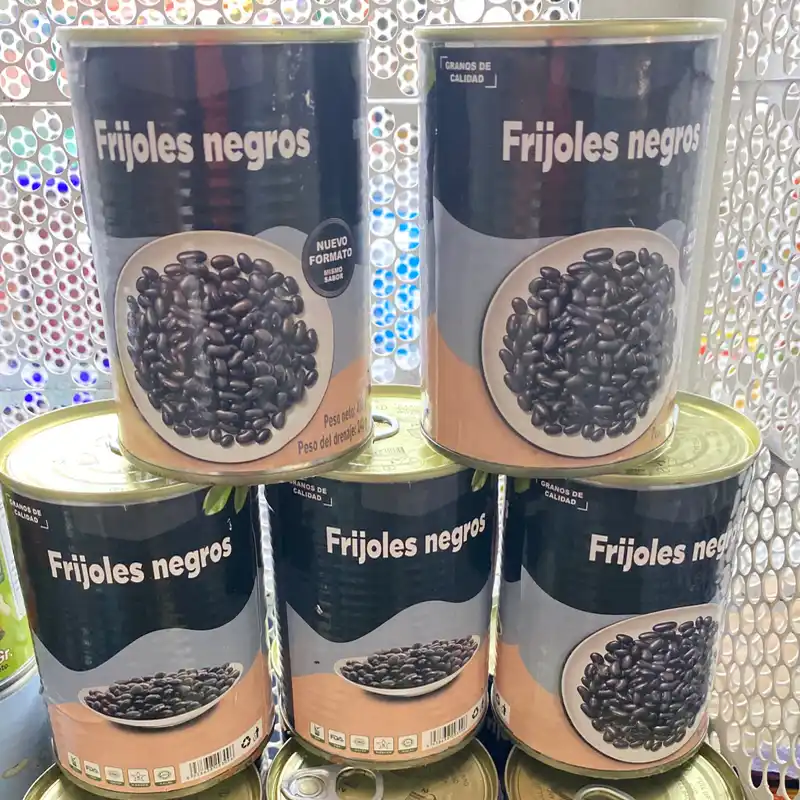 Frijoles negros
NUEVO
FORMATO
MISMO
SABOR
Peso neto:
Peso del drenaje:
GRANOS DE
CALIDAD
Frijoles negros
GRANOS DE
CALIDAD
Frijoles negros
GRANOS DE
CALIDAD
Frijoles negros
GRANOS DE
CALIDAD
Frijoles neg